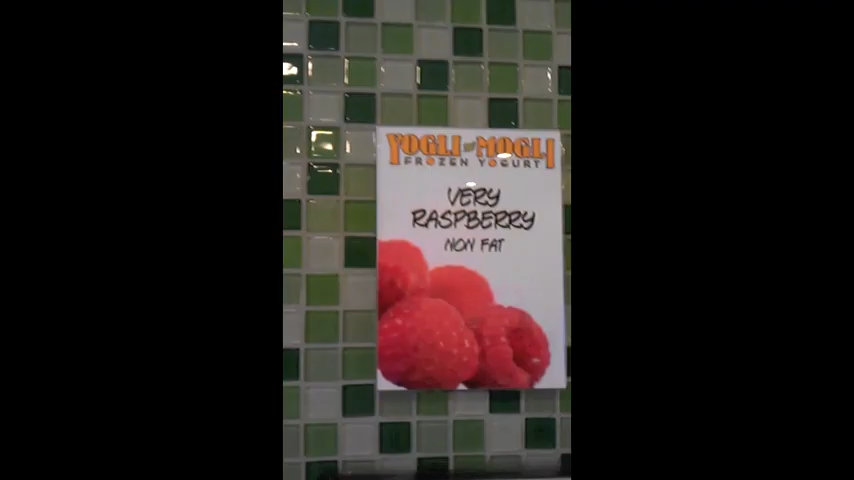 YOGLI MOGLI
FROZEN YOGURT
VERY
RASPBERRY
NON FAT